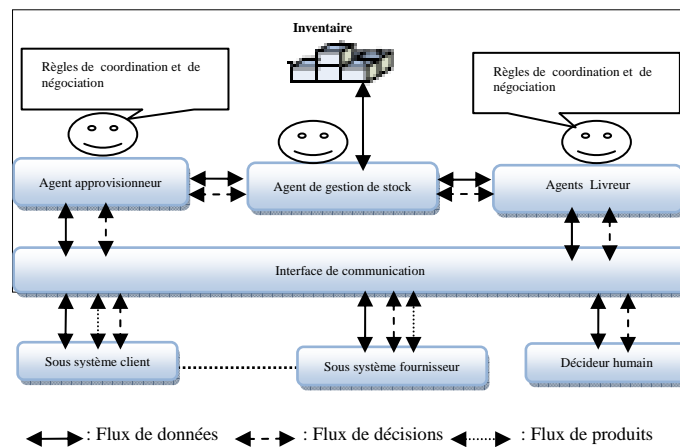 Inventaire
Règles de coordination et de
négociation
Règles de coordination et de
négociation
Agent approvisionneur
Agent de gestion de stock
Agents Livreur
Interface de communication
Sous système client
Sous système fournisseur
Décideur humain
: Flux de données : Flux de décisions : Flux de produits